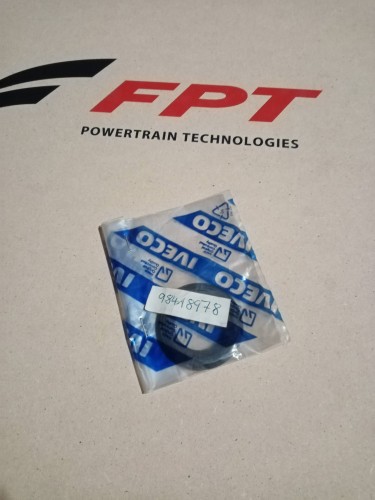 FPT
POWERTRAIN TECHNOLOGIES
IVECO
IVECO
IVECO
98418978